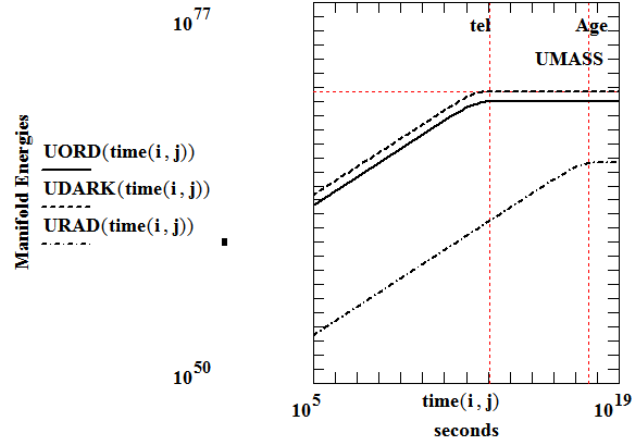 10^77
tel Age
UMASS
Manifold Energies
UORD(time(i,j))
UDARK(time(i,j))
URAD(time(i,j))
10^50
10^5 time(i,j) 10^19
seconds